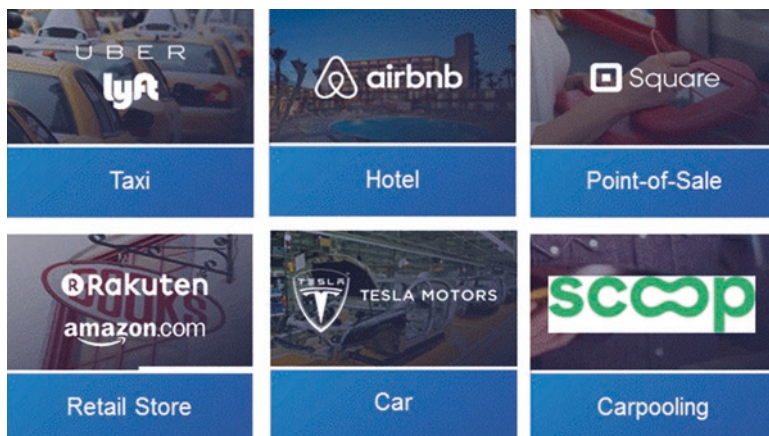 UBER
lyft
Taxi
airbnb
Hotel
Square
Point-of-Sale
Rakuten
amazon.com
Retail Store
TESLA
TESLA MOTORS
Car
scoop
Carpooling